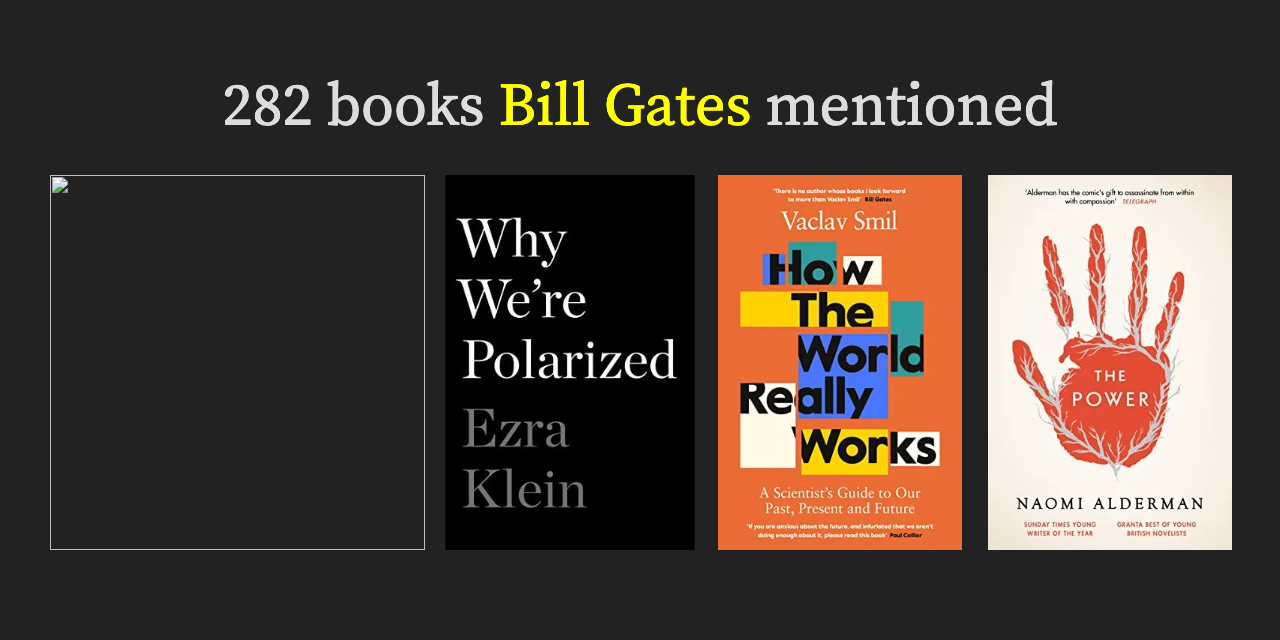 282 books Bill Gates mentioned
Why
We're
Polarized
Ezra
Klein
'There is no author whose books I look forward
to more than Vaclav Smil' Bill Gates
Vaclav Smil
How
The
World
Really
Works
A Scientist's Guide to Our
Past, Present and Future
'If you are anxious about the future, and infuriated that we aren't
doing enough about it, please read this book' Paul Collier
'Alderman has the comic's gift to assassinate from within
with compassion' TELEGRAPH
THE
POWER
NAOMI ALDERMAN
SUNDAY TIMES YOUNG
WRITER OF THE YEAR
GRANTA BEST OF YOUNG
BRITISH NOVELISTS